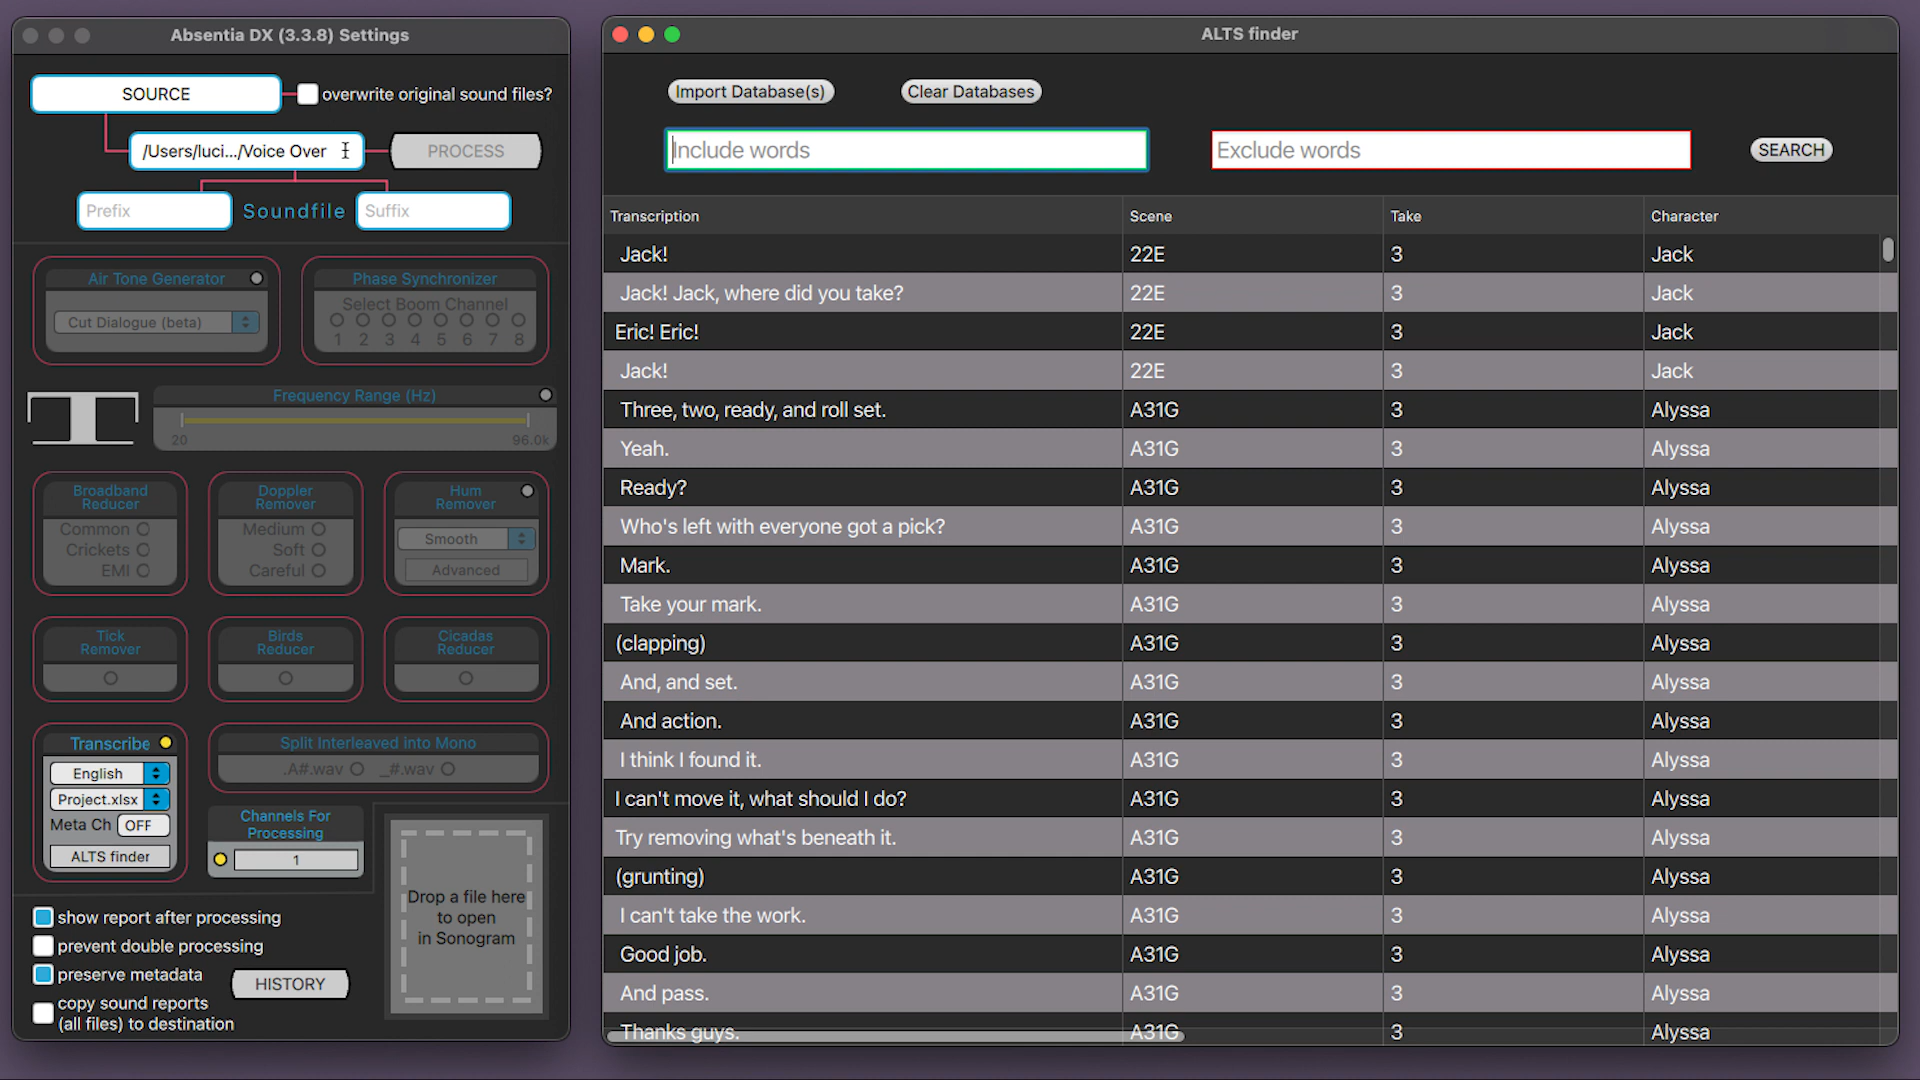 Absentia DX (3.3.8) Settings
SOURCE
overwrite original sound files?
/Users/luci.../Voice Over
PROCESS
Prefix
Soundfile
Suffix
Air Tone Generator
Cut Dialogue (beta)
Phase Synchronizer
Select Boom Channel
1 2 3 4 5 6 7 8
Frequency Range (Hz)
20
96.0k
Broadband
Reducer
Common
Crickets
EMI
Doppler
Remover
Medium
Soft
Careful
Hum
Remover
Smooth
Advanced
Tick
Remover
Birds
Reducer
Cicadas
Reducer
Transcribe
English
Project.xlsx
Meta Ch OFF
ALTS finder
Split Interleaved into Mono
.A#.wav _#.wav
Channels For
Processing
1
Drop a file here
to open
in Sonogram
show report after processing
prevent double processing
preserve metadata
copy sound reports
(all files) to destination
HISTORY
ALTS finder
Import Database(s)
Clear Databases
Include words
Exclude words
SEARCH
Transcription Scene Take Character
Jack! 22E 3 Jack
Jack! Jack, where did you take? 22E 3 Jack
Eric! Eric! 22E 3 Jack
Jack! 22E 3 Jack
Three, two, ready, and roll set. A31G 3 Alyssa
Yeah. A31G 3 Alyssa
Ready? A31G 3 Alyssa
Who's left with everyone got a pick? A31G 3 Alyssa
Mark. A31G 3 Alyssa
Take your mark. A31G 3 Alyssa
(clapping) A31G 3 Alyssa
And, and set. A31G 3 Alyssa
And action. A31G 3 Alyssa
I think I found it. A31G 3 Alyssa
I can't move it, what should I do? A31G 3 Alyssa
Try removing what's beneath it. A31G 3 Alyssa
(grunting) A31G 3 Alyssa
I can't take the work. A31G 3 Alyssa
Good job. A31G 3 Alyssa
And pass. A31G 3 Alyssa
Thanks guys. A31G 3 Alyssa